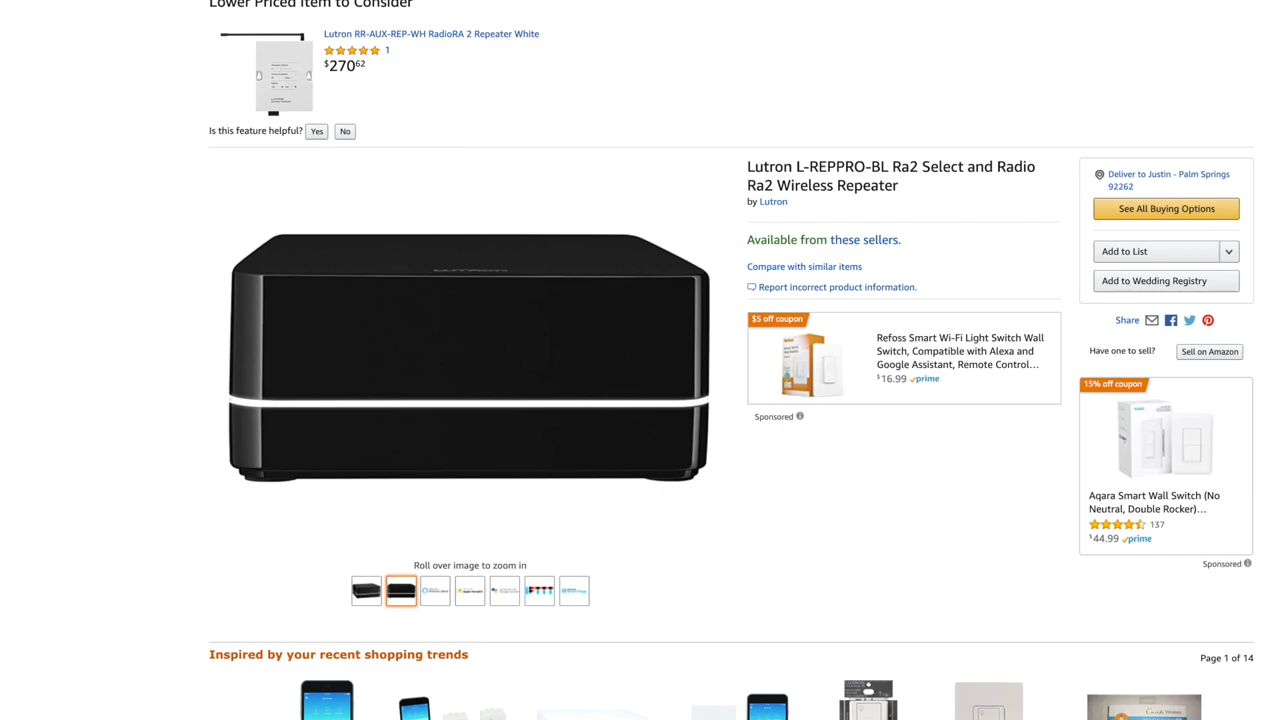 Lower Priced Item to Consider
Lutron RR-AUX-REP-WH RadioRA 2 Repeater White
1
$270 62
Is this feature helpful? Yes No
Lutron L-REPPRO-BL Ra2 Select and Radio
Ra2 Wireless Repeater
by Lutron
Available from these sellers.
Compare with similar items
Report incorrect product information.
$5 off coupon
Refoss Smart Wi-Fi Light Switch Wall
Switch, Compatible with Alexa and
Google Assistant, Remote Control…
$16.99 prime
Sponsored
Deliver to Justin - Palm Springs
92262
See All Buying Options
Add to List
Add to Wedding Registry
Share
Have one to sell? Sell on Amazon
15% off coupon
Aqara Smart Wall Switch (No
Neutral, Double Rocker)…
137
$44.99 prime
Sponsored
LUTRON
Roll over image to zoom in
Inspired by your recent shopping trends
Page 1 of 14